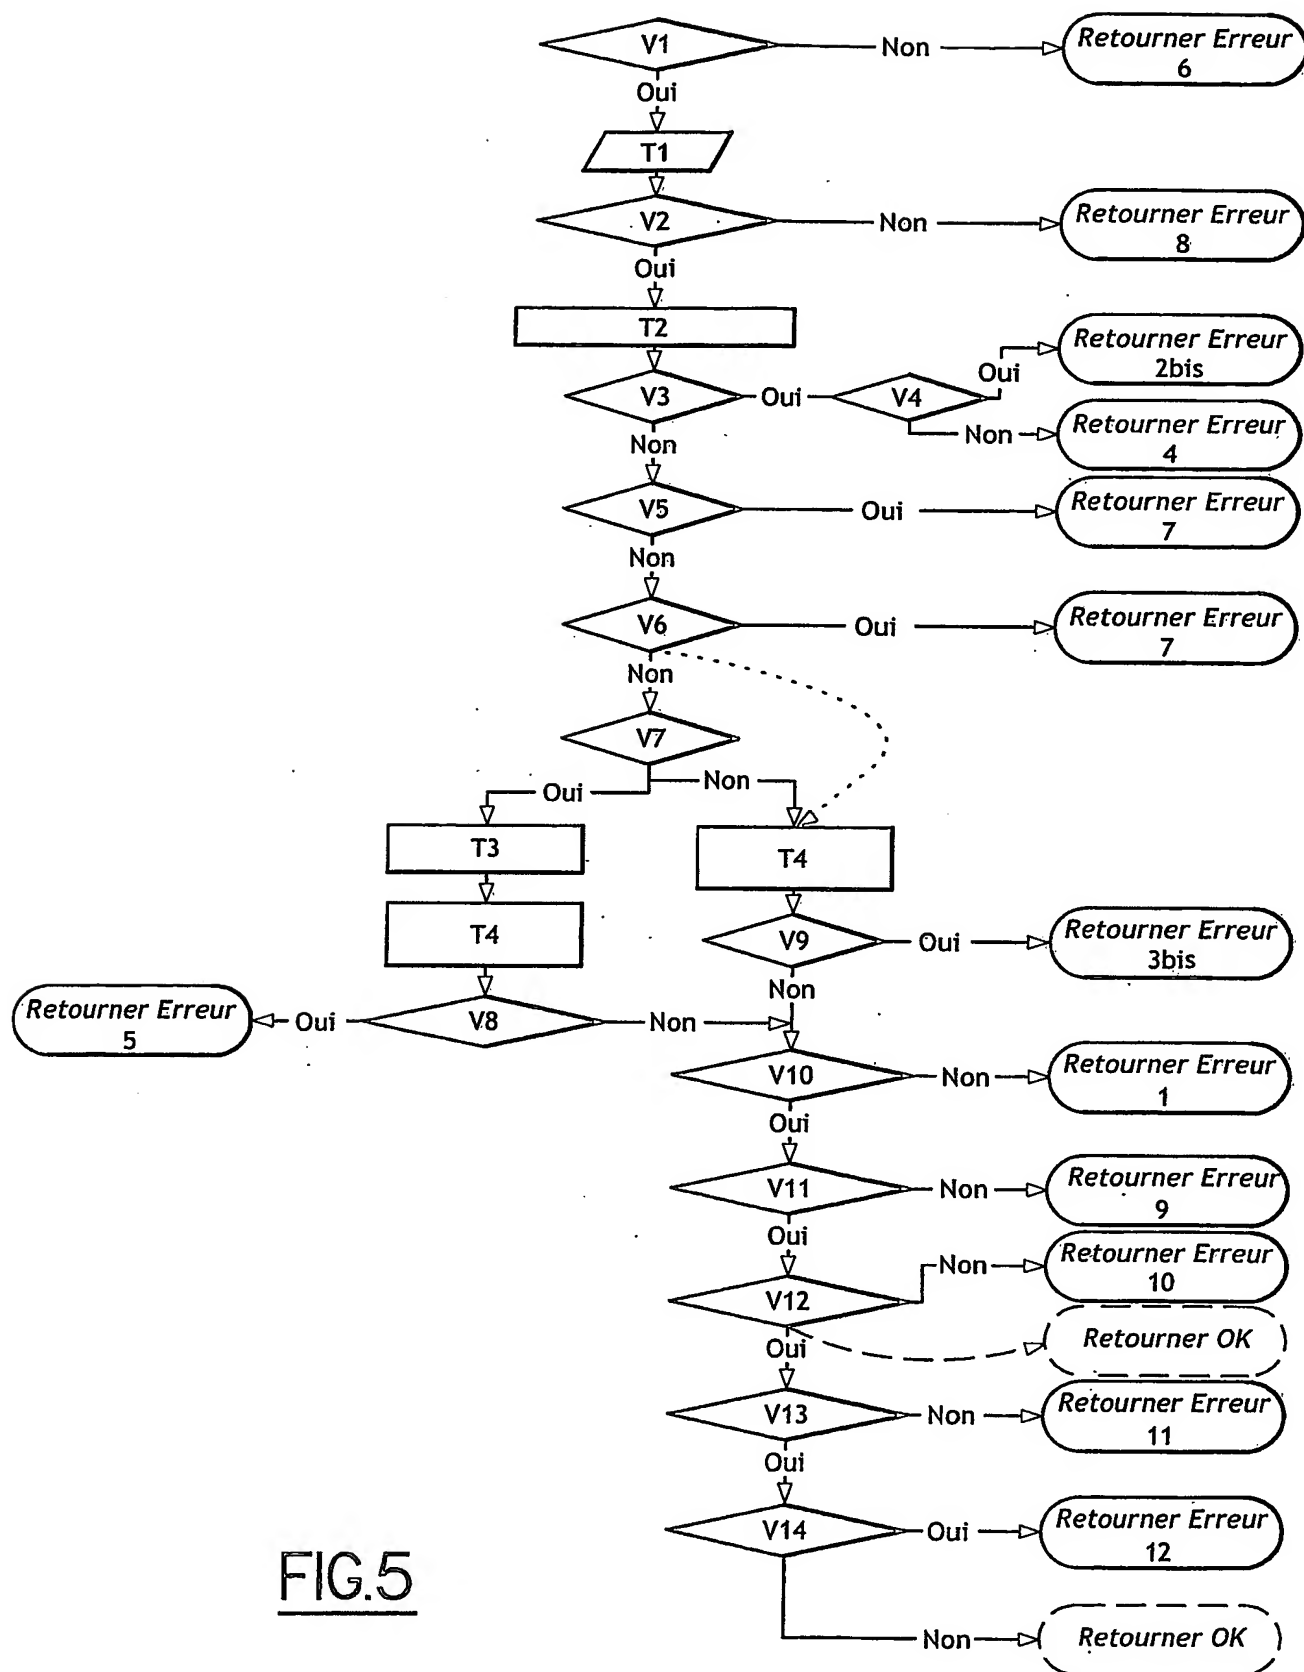 V1
Non
Retourner Erreur
6
Oui
T1
V2
Non
Retourner Erreur
8
Oui
T2
V3
Oui
V4
Oui
Retourner Erreur
2bis
Non
Retourner Erreur
4
Non
V5
Oui
Retourner Erreur
7
Non
V6
Oui
Retourner Erreur
7
Non
V7
Oui
Non
T3
T4
T4
V9
Oui
Retourner Erreur
3bis
Non
Retourner Erreur
5
Oui
V8
Non
V10
Non
Retourner Erreur
1
Oui
V11
Non
Retourner Erreur
9
Oui
V12
Non
Retourner Erreur
10
Retourner OK
Oui
V13
Non
Retourner Erreur
11
Oui
V14
Oui
Retourner Erreur
12
Non
Retourner OK
FIG.5